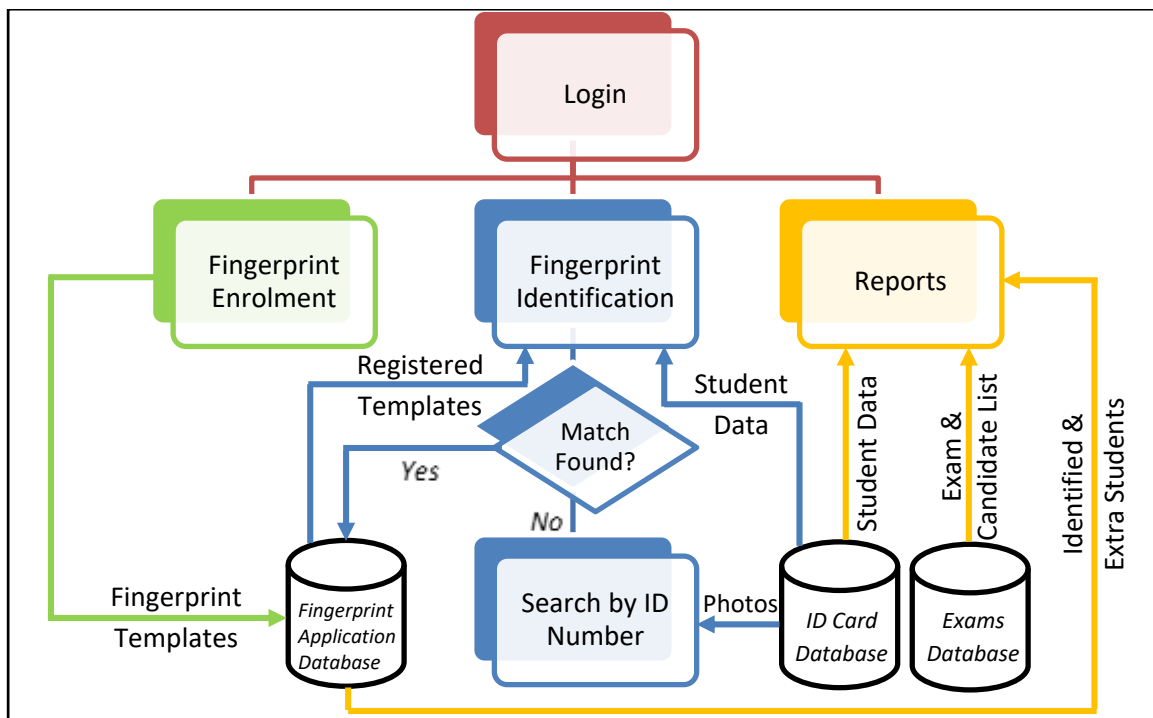 Login
Fingerprint
Enrolment
Fingerprint
Identification
Reports
Registered
Templates
Student
Data
Match
Found?
Yes
No
Student Data
Exam &
Candidate List
Identified &
Extra Students
Fingerprint
Templates
Fingerprint
Application
Database
Search by ID
Number
Photos
ID Card
Database
Exams
Database